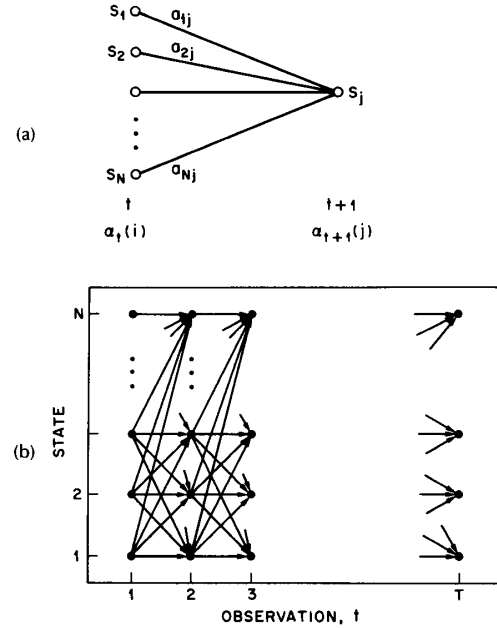 S1 a1j
S2 a2j
Sj
(a)
SN aNj
t t+1
αt(i) αt+1(j)
N
(b)
STATE
2
1
1 2 3 T
OBSERVATION, t